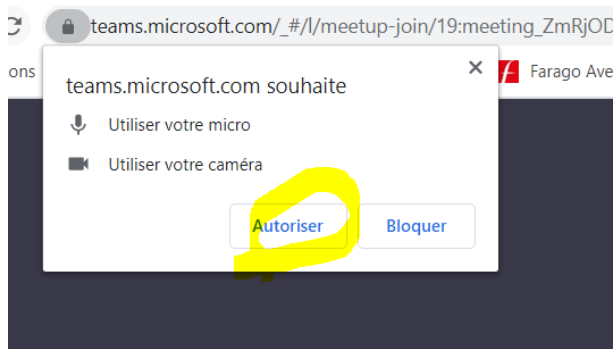 teams.microsoft.com/_#/l/meetup-join/19:meeting_ZmRjOD
ons
Farago Ave
teams.microsoft.com souhaite
Utiliser votre micro
Utiliser votre caméra
Autoriser
Bloquer